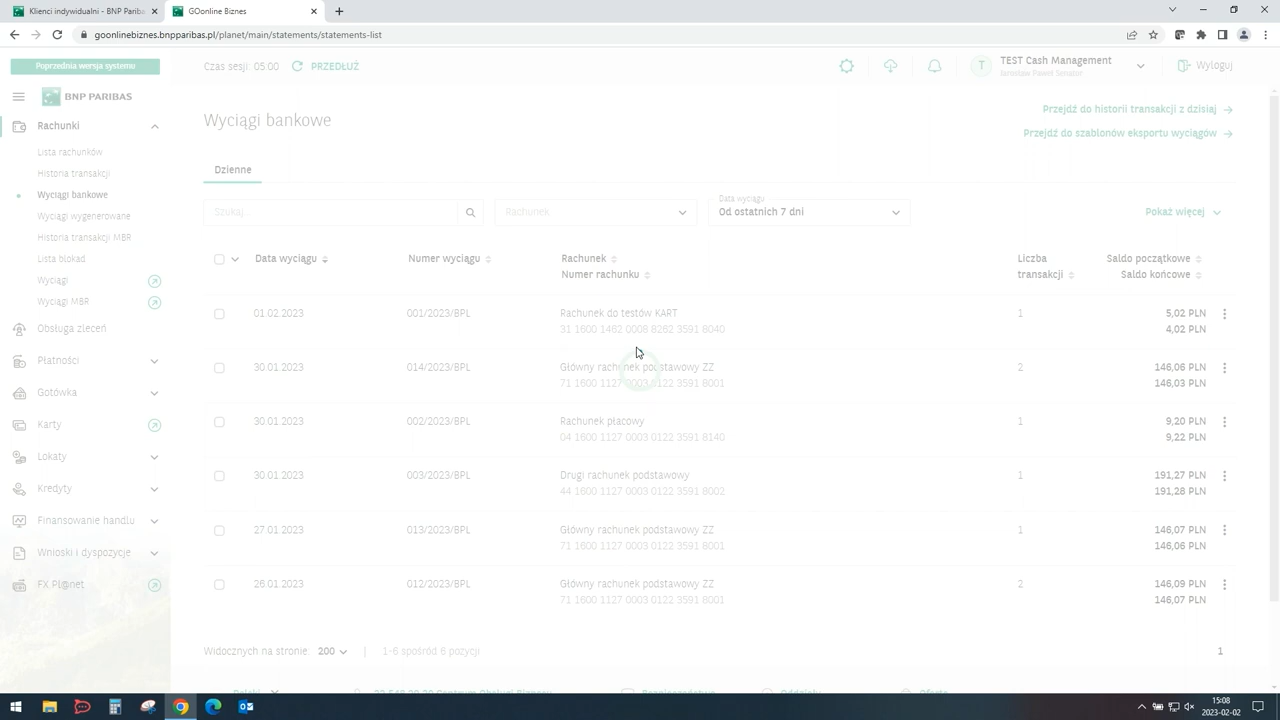 Klienci indywidualni - BNP Pariba
GOonline Biznes
goonlinebiznes.bnpparibas.pl/planet/main/statements/statements-list
Poprzednia wersja systemu
Czas sesji: 05:00
PRZEDŁUŻ
T
TEST Cash Management
Jarosław Paweł Senator
Wyloguj
BNP PARIBAS
Rachunki
Lista rachunków
Historia transakcji
Wyciągi bankowe
Wyciągi wygenerowane
Historia transakcji MBR
Lista blokad
Wyciągi
Wyciągi MBR
Obsługa zleceń
Płatności
Gotówka
Karty
Lokaty
Kredyty
Finansowanie handlu
Wnioski i dyspozycje
FX Pl@net
Wyciągi bankowe
Przejdź do historii transakcji z dzisiaj
Przejdź do szablonów eksportu wyciągów
Dzienne
Szukaj
Rachunek
Data wyciągu
Od ostatnich 7 dni
Pokaż więcej
Data wyciągu Numer wyciągu Rachunek Liczba Saldo początkowe
Numer rachunku transakcji Saldo końcowe
01.02.2023 001/2023/BPL Rachunek do testów KART 1 5,02 PLN
31 1600 1462 0008 8262 3591 8040 4,02 PLN
30.01.2023 014/2023/BPL Główny rachunek podstawowy ZZ 2 146,06 PLN
71 1600 1127 0003 0122 3591 8001 146,03 PLN
30.01.2023 002/2023/BPL Rachunek płacowy 1 9,20 PLN
04 1600 1127 0003 0122 3591 8140 9,22 PLN
30.01.2023 003/2023/BPL Drugi rachunek podstawowy 1 191,27 PLN
44 1600 1127 0003 0122 3591 8002 191,28 PLN
27.01.2023 013/2023/BPL Główny rachunek podstawowy ZZ 1 146,07 PLN
71 1600 1127 0003 0122 3591 8001 146,06 PLN
26.01.2023 012/2023/BPL Główny rachunek podstawowy ZZ 2 146,09 PLN
71 1600 1127 0003 0122 3591 8001 146,07 PLN
Widocznych na stronie: 200 | 1-6 spośród 6 pozycji 1
Polski Centrum Obsługi Biznesu Bezpieczeństwo Oddziały Oferta
15:08
2023-02-02